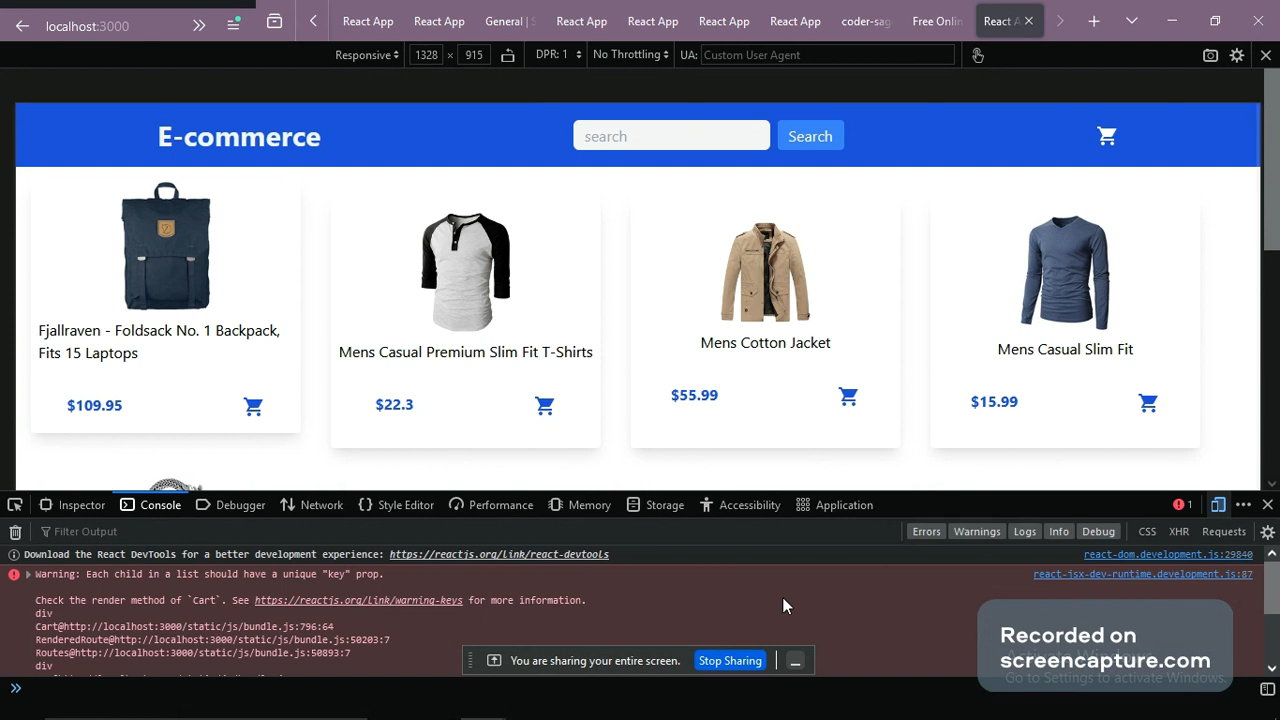 localhost:3000
React App
React App
General | S
React App
React App
React App
React App
coder-sag
Free Onlin
React A
Responsive
1328 × 915
DPR: 1
No Throttling
UA:
Custom User Agent
E-commerce
search
Search
Fjallraven - Foldsack No. 1 Backpack,
Fits 15 Laptops
$109.95
Mens Casual Premium Slim Fit T-Shirts
$22.3
Mens Cotton Jacket
$55.99
Mens Casual Slim Fit
$15.99
Inspector
Console
Debugger
Network
Style Editor
Performance
Memory
Storage
Accessibility
Application
1
Filter Output
Errors
Warnings
Logs
Info
Debug
CSS
XHR
Requests
Download the React DevTools for a better development experience: https://reactjs.org/link/react-devtools
react-dom.development.js:29840
Warning: Each child in a list should have a unique "key" prop.
react-jsx-dev-runtime.development.js:87
Check the render method of `Cart`. See https://reactjs.org/link/warning-keys for more information.
div
Cart@http://localhost:3000/static/js/bundle.js:796:64
RenderedRoute@http://localhost:3000/static/js/bundle.js:50203:7
Routes@http://localhost:3000/static/js/bundle.js:50893:7
div
You are sharing your entire screen.
Stop Sharing
Recorded on
screencapture.com
Activate Windows
Go to Settings to activate Windows.